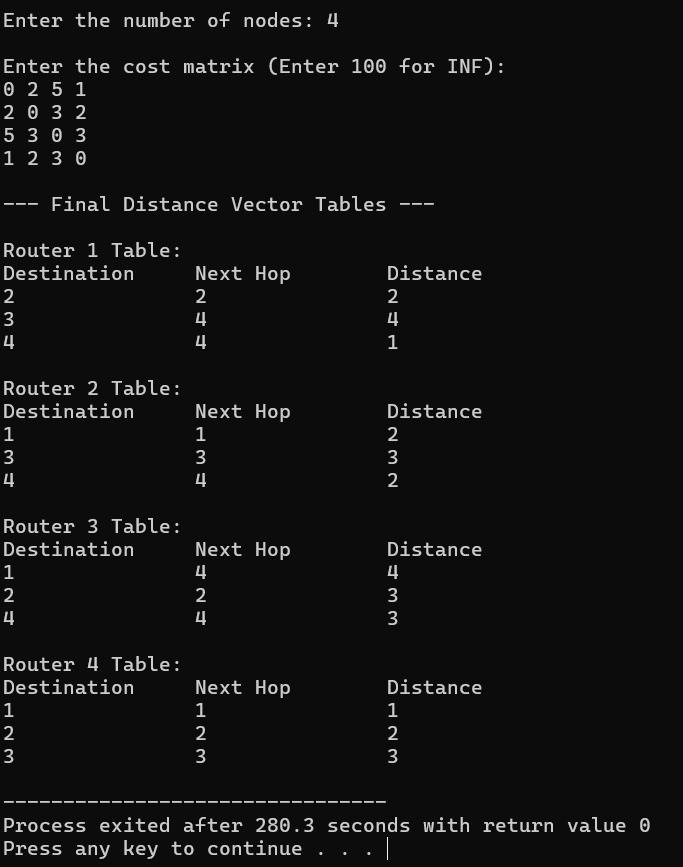 Enter the number of nodes: 4
Enter the cost matrix (Enter 100 for INF):
0 2 5 1
2 0 3 2
5 3 0 3
1 2 3 0
--- Final Distance Vector Tables ---
Router 1 Table:
Destination Next Hop Distance
2 2 2
3 4 4
4 4 1
Router 2 Table:
Destination Next Hop Distance
1 1 2
3 3 3
4 4 2
Router 3 Table:
Destination Next Hop Distance
1 4 4
2 2 3
4 4 3
Router 4 Table:
Destination Next Hop Distance
1 1 1
2 2 2
3 3 3
--------------------------------
Process exited after 280.3 seconds with return value 0
Press any key to continue . . .